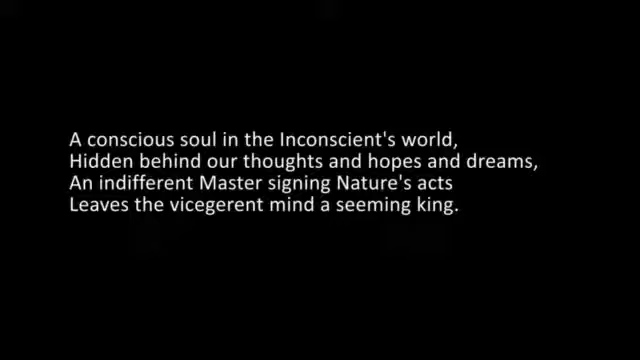 A conscious soul in the Inconscient's world,
Hidden behind our thoughts and hopes and dreams,
An indifferent Master signing Nature's acts
Leaves the vicegerent mind a seeming king.